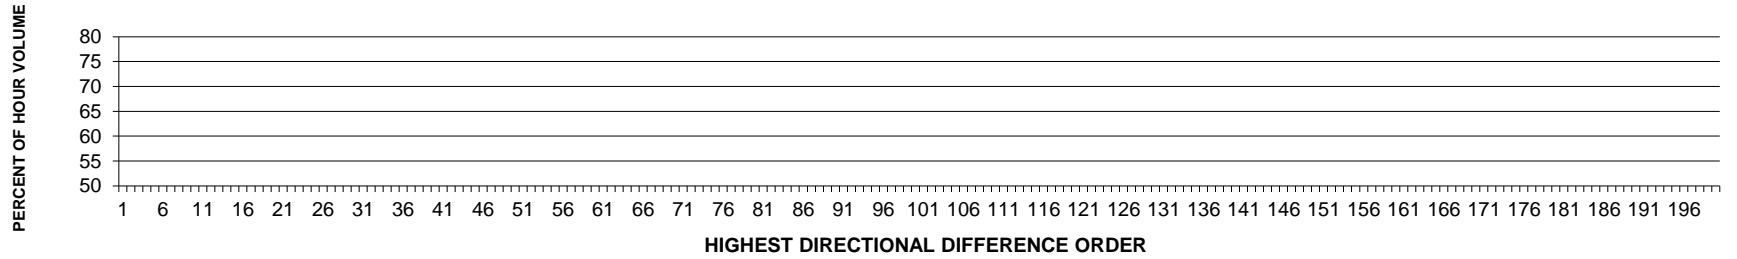 PERCENT OF HOUR VOLUME
80
75
70
65
60
55
50
1 6 11 16 21 26 31 36 41 46 51 56 61 66 71 76 81 86 91 96 101 106 111 116 121 126 131 136 141 146 151 156 161 166 171 176 181 186 191 196
HIGHEST DIRECTIONAL DIFFERENCE ORDER